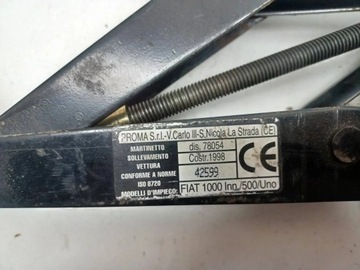 PROMA S.r.l.-V.Carlo III-S.Nicola La Strada CE
MARTINETTO
SOLLEVAMENTO
VETTURA
CONFORME A NORME
ISO 8720
MODELLI D'IMPIEGO:
dis. 78054
Costr.1998
42599
CE
FIAT 1000 Inn./500/Uno